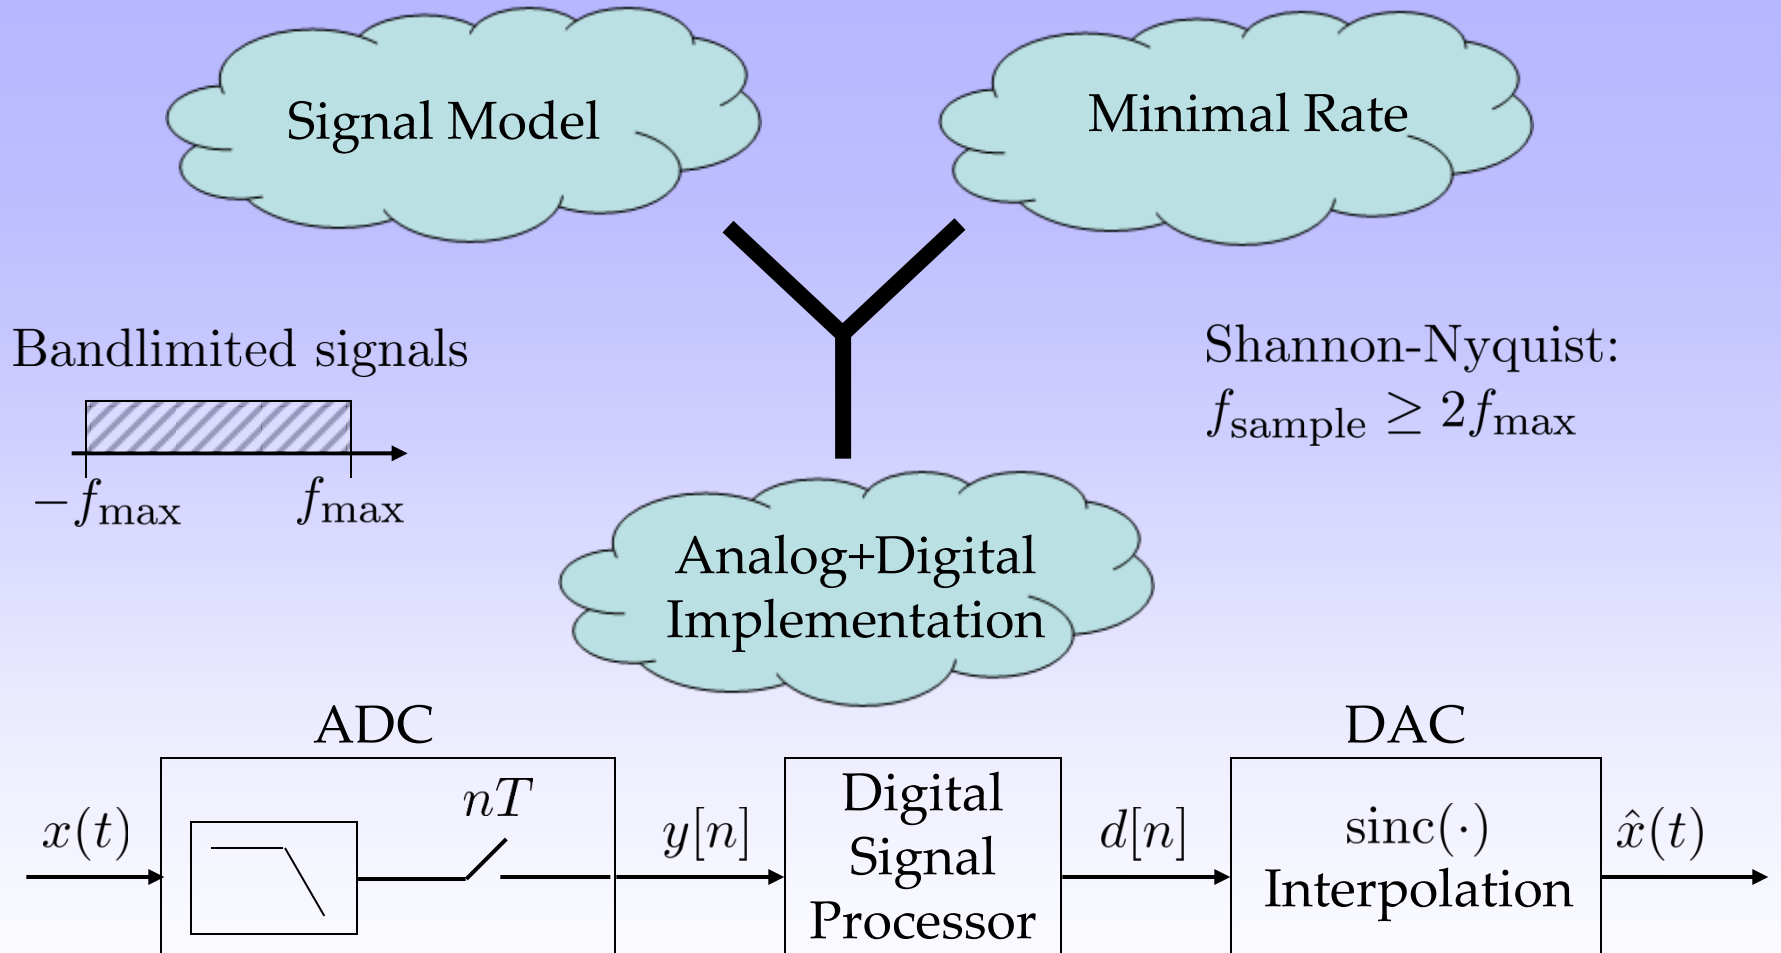 Signal Model
Minimal Rate
Bandlimited signals
−f_max
f_max
Shannon-Nyquist:
f_sample ≥ 2f_max
Analog+Digital
Implementation
ADC
x(t)
nT
y[n]
Digital
Signal
Processor
d[n]
DAC
sinc(·)
Interpolation
x̂(t)